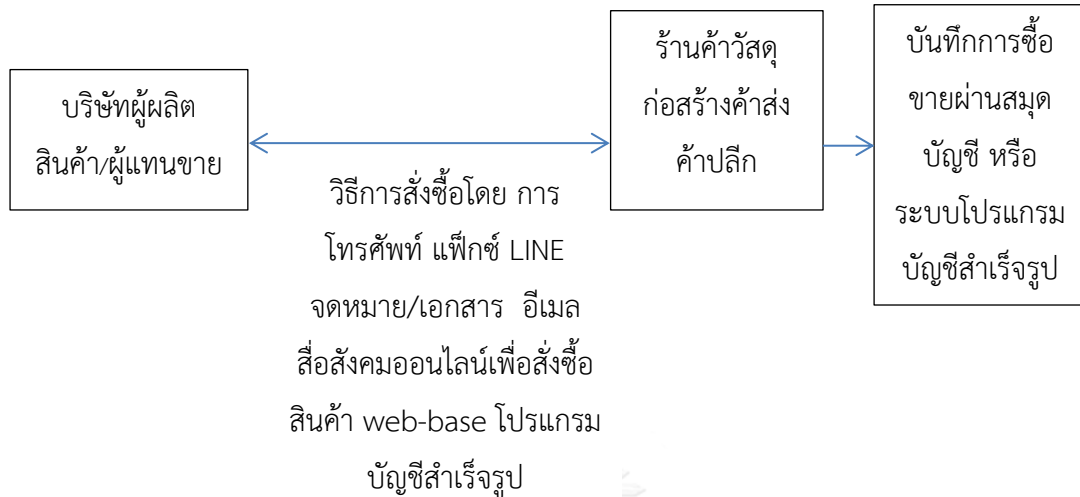 บริษัทผู้ผลิต
สินค้า/ผู้แทนขาย
วิธีการสั่งซื้อโดย การ
โทรศัพท์ แฟ็กซ์ LINE
จดหมาย/เอกสาร อีเมล
สื่อสังคมออนไลน์เพื่อสั่งซื้อ
สินค้า web-base โปรแกรม
บัญชีสำเร็จรูป
ร้านค้าวัสดุ
ก่อสร้างค้าส่ง
ค้าปลีก
บันทึกการซื้อ
ขายผ่านสมุด
บัญชี หรือ
ระบบโปรแกรม
บัญชีสำเร็จรูป